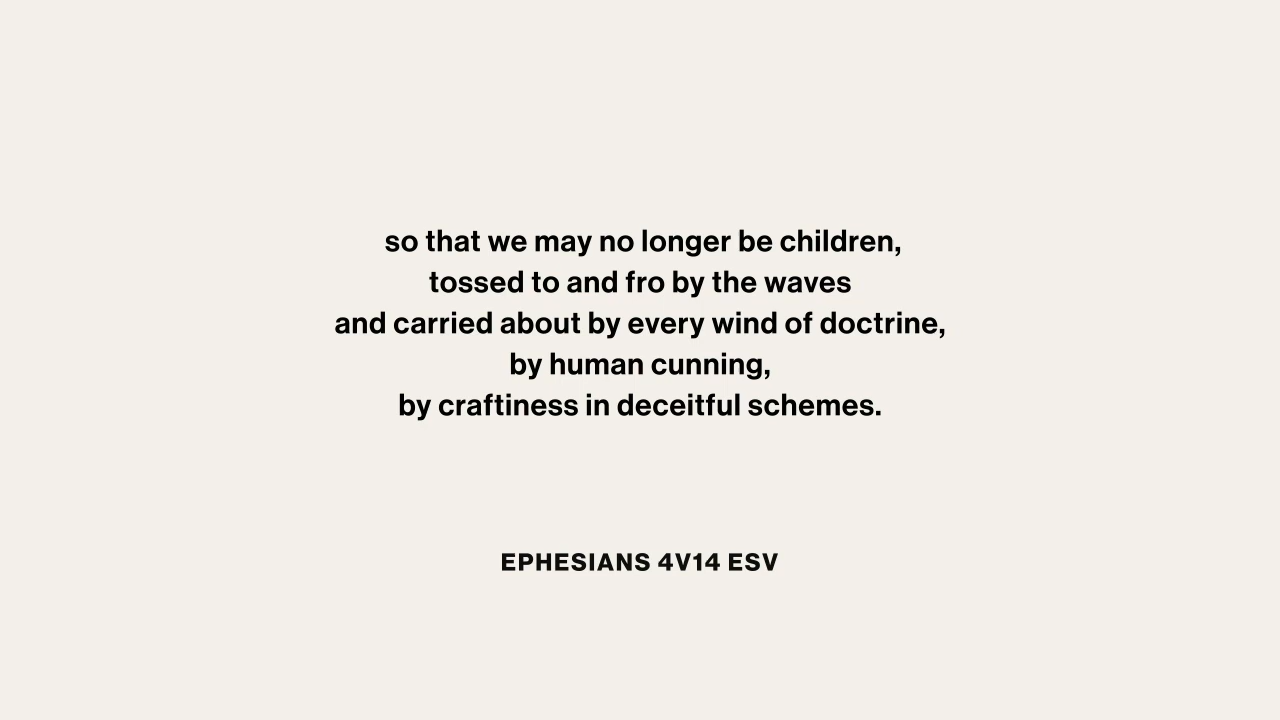 so that we may no longer be children,
tossed to and fro by the waves
and carried about by every wind of doctrine,
by human cunning,
by craftiness in deceitful schemes.
EPHESIANS 4V14 ESV